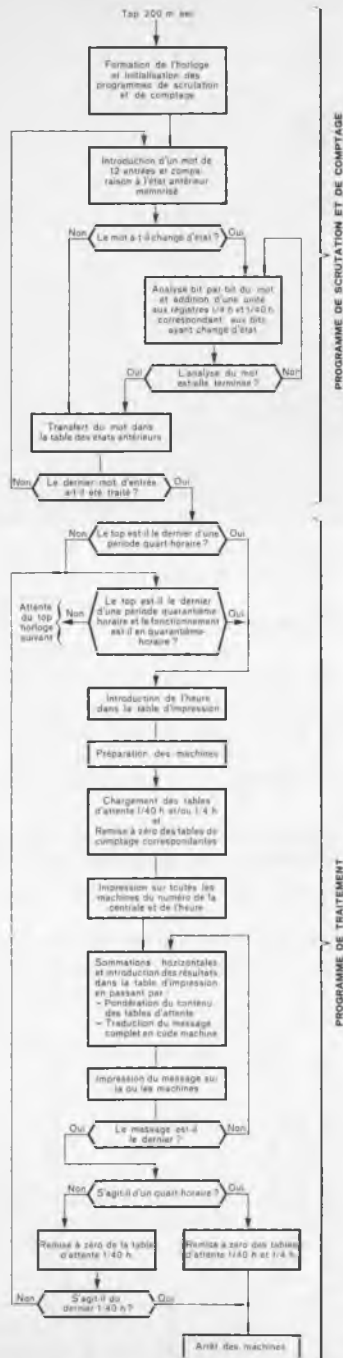 Top 200 m sec
Formation de l'horloge
et initialisation des
programmes de scrutation
et de comptage
Introduction d'un mot de
12 entrées et compa
raison à l'état antérieur
mémorisé
Non
Le mot a-t-il changé d'état ?
Oui
Analyse bit par bit du mot
et addition d'une unité
aux régistres 1/4 h et 1/40 h
correspondant aux bits
ayant changé d'état
Oui
L'analyse du mot
est-elle terminée ?
Non
Transfert du mot dans
la table des états antérieurs
Non
Le dernier mot d'entrée
a-t-il été traité ?
Oui
PROGRAMME DE SCRUTATION ET DE COMPTAGE
Non
Le top est-il le dernier d'une
période quart-horaire ?
Oui
Attente
du top
horloge
suivant
Non
Le top est-il le dernier
d'une période quarantième
horaire et le fonctionnement
est-il en quarantième-
horaire ?
Oui
Introduction de l'heure
dans la table d'impression
Préparation des machines
Chargement des tables
d'attente 1/40 h et/ou 1/4 h
et
Remise à zéro des tables de
comptage correspondantes
Impression sur toutes les
machines du numéro de la
centrale et de l'heure
Sommations horizontales
et introduction des résultats
dans la table d'impression
en passant par :
– Pondération du contenu
des tables d'attente
– Traduction du message
complet en code machine
Impression du message sur
la ou les machines
Oui
Le message est-il
le dernier ?
Non
Non
S'agit-il d'un quart horaire ?
Oui
Remise à zéro de la table
d'attente 1/40 h
Remise à zéro des tables
d'attente 1/40 h et 1/4 h
Non
S'agit-il du
dernier 1/40 h ?
Oui
Arrêt des machines
PROGRAMME DE TRAITEMENT